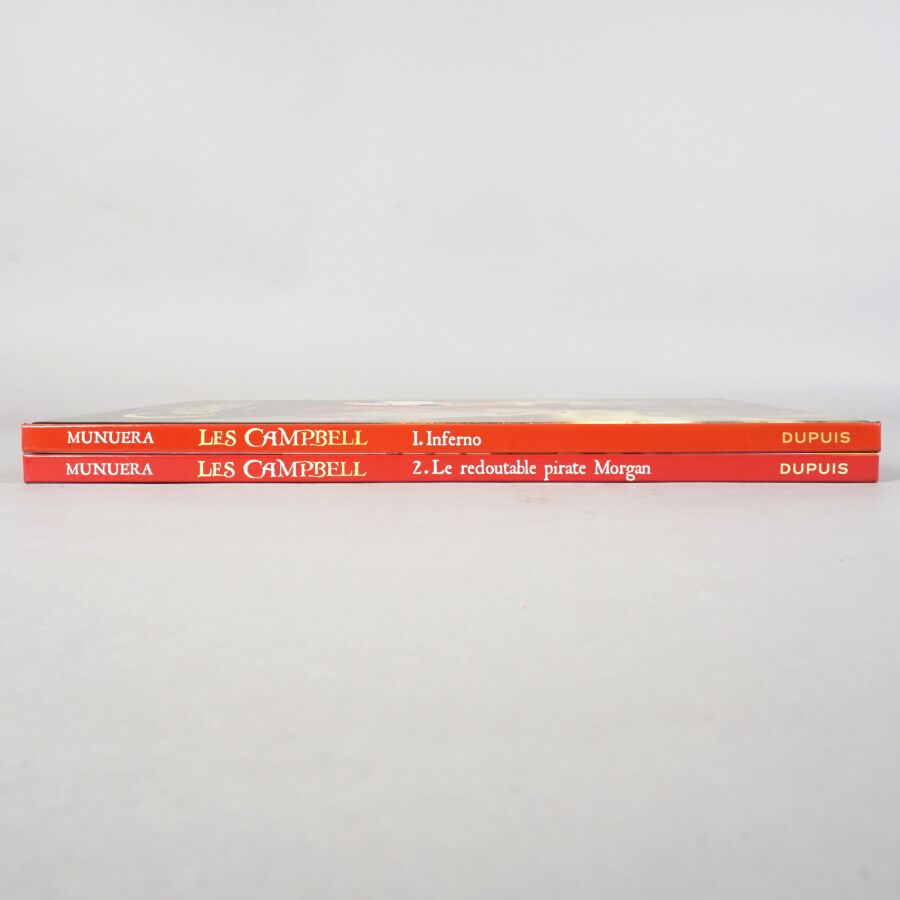 MUNUERA LES CAMPBELL 1. Inferno DUPUIS
MUNUERA LES CAMPBELL 2. Le redoutable pirate Morgan DUPUIS